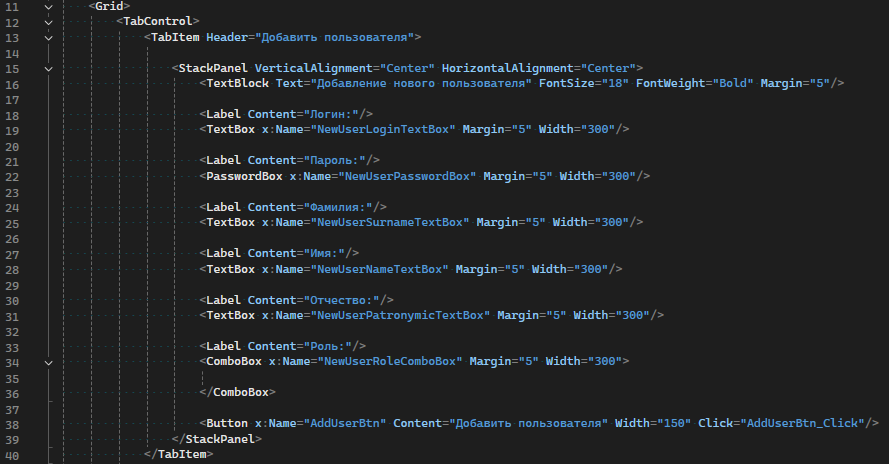 11 <Grid>
12 <TabControl>
13 <TabItem Header="Добавить пользователя">
14
15 <StackPanel VerticalAlignment="Center" HorizontalAlignment="Center">
16 <TextBlock Text="Добавление нового пользователя" FontSize="18" FontWeight="Bold" Margin="5"/>
17
18 <Label Content="Логин:"/>
19 <TextBox x:Name="NewUserLoginTextBox" Margin="5" Width="300"/>
20
21 <Label Content="Пароль:"/>
22 <PasswordBox x:Name="NewUserPasswordBox" Margin="5" Width="300"/>
23
24 <Label Content="Фамилия:"/>
25 <TextBox x:Name="NewUserSurnameTextBox" Margin="5" Width="300"/>
26
27 <Label Content="Имя:"/>
28 <TextBox x:Name="NewUserNameTextBox" Margin="5" Width="300"/>
29
30 <Label Content="Отчество:"/>
31 <TextBox x:Name="NewUserPatronymicTextBox" Margin="5" Width="300"/>
32
33 <Label Content="Роль:"/>
34 <ComboBox x:Name="NewUserRoleComboBox" Margin="5" Width="300">
35
36 </ComboBox>
37
38 <Button x:Name="AddUserBtn" Content="Добавить пользователя" Width="150" Click="AddUserBtn_Click"/>
39 </StackPanel>
40 </TabItem>